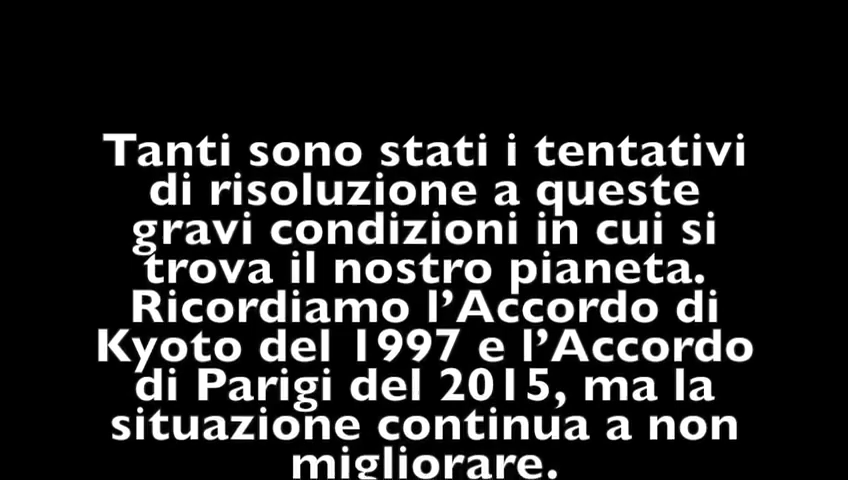 Tanti sono stati i tentativi
di risoluzione a queste
gravi condizioni in cui si
trova il nostro pianeta.
Ricordiamo l’Accordo di
Kyoto del 1997 e l’Accordo
di Parigi del 2015, ma la
situazione continua a non
migliorare.